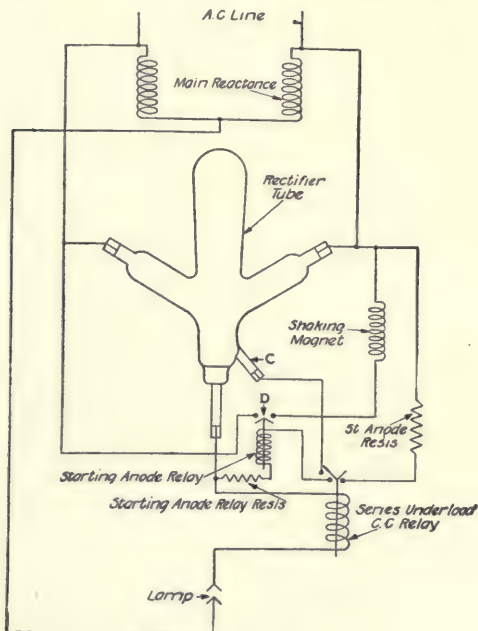 A.C Line
Main Reactance
Rectifier
Tube
C
Shaking
Magnet
D
St Anode
Resis
Starting Anode Relay
Starting Anode Relay Resis
Series Underload
C.C Relay
Lamp